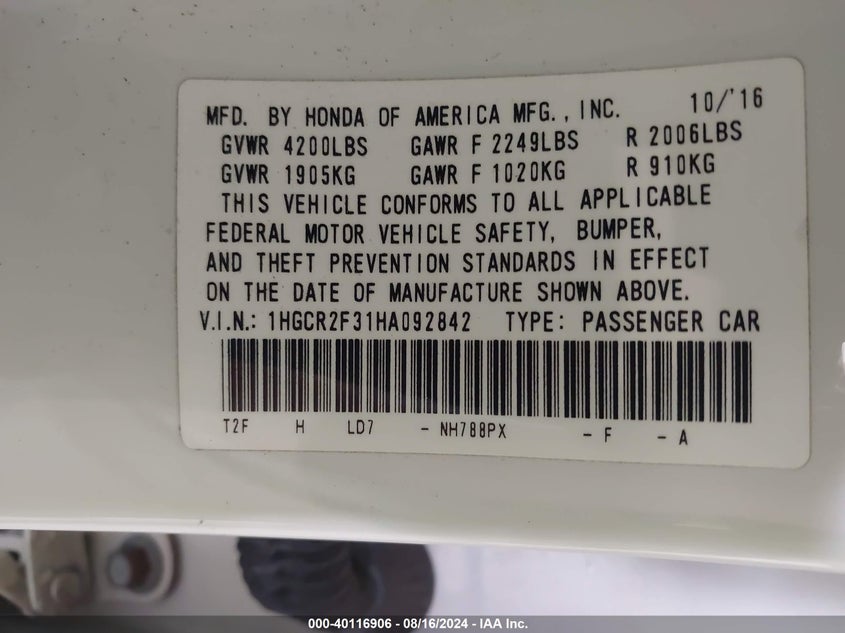 MFD. BY HONDA OF AMERICA MFG., INC. 10/'16
GVWR 4200LBS GAWR F 2249LBS R 2006LBS
GVWR 1905KG GAWR F 1020KG R 910KG
THIS VEHICLE CONFORMS TO ALL APPLICABLE
FEDERAL MOTOR VEHICLE SAFETY, BUMPER,
AND THEFT PREVENTION STANDARDS IN EFFECT
ON THE DATE OF MANUFACTURE SHOWN ABOVE.
V.I.N.: 1HGCR2F31HA092842 TYPE: PASSENGER CAR
T2F H LD7 - NH788PX - F - A
000-40116906 - 08/16/2024 - IAA Inc.